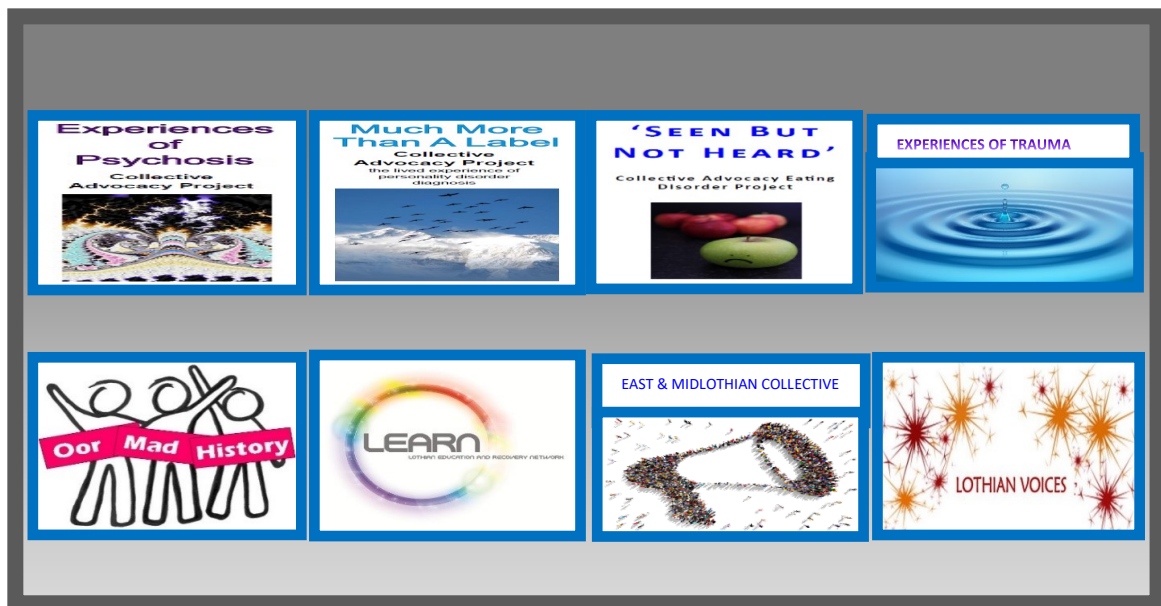 Experiences
of
Psychosis
Collective
Advocacy Project
Much More
Than A Label
Collective
Advocacy Project
the lived experience of
personality disorder
diagnosis
‘SEEN BUT
NOT HEARD’
Collective Advocacy Eating
Disorder Project
EXPERIENCES OF TRAUMA
Oor Mad History
LEARN
LOTHIAN EDUCATION AND RECOVERY NETWORK
EAST & MIDLOTHIAN COLLECTIVE
LOTHIAN VOICES